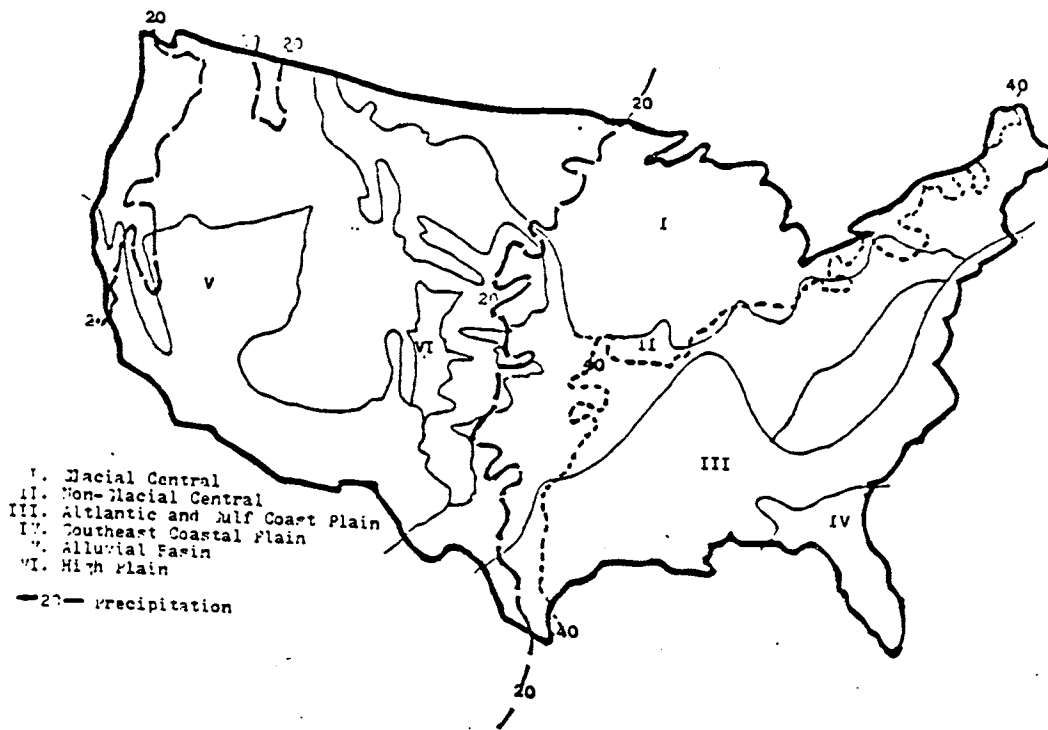 20
20
20
40
I
V
20
20
VI
II
40
III
IV
I. Glacial Central
II. Non-Glacial Central
III. Altlantic and Gulf Coast Plain
IV. Southeast Coastal Plain
V. Alluvial Basin
VI. High Plain
20 Precipitation
40
20